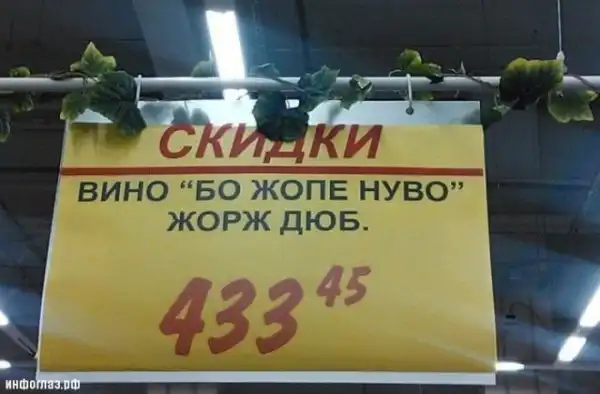 СКИДКИ
ВИНО "БО ЖОПЕ НУВО"
ЖОРЖ ДЮБ.
433 45
инфоглаз.рф